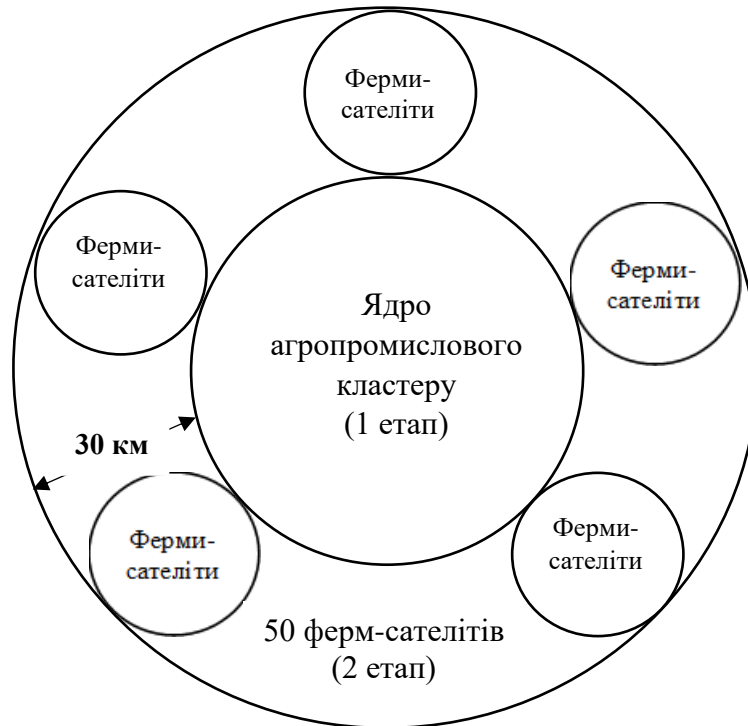 Ферми-
сателіти
Ферми-
сателіти
Ферми-
сателіти
Ядро
агропромислового
кластеру
(1 етап)
30 км
Ферми-
сателіти
Ферми-
сателіти
50 ферм-сателітів
(2 етап)